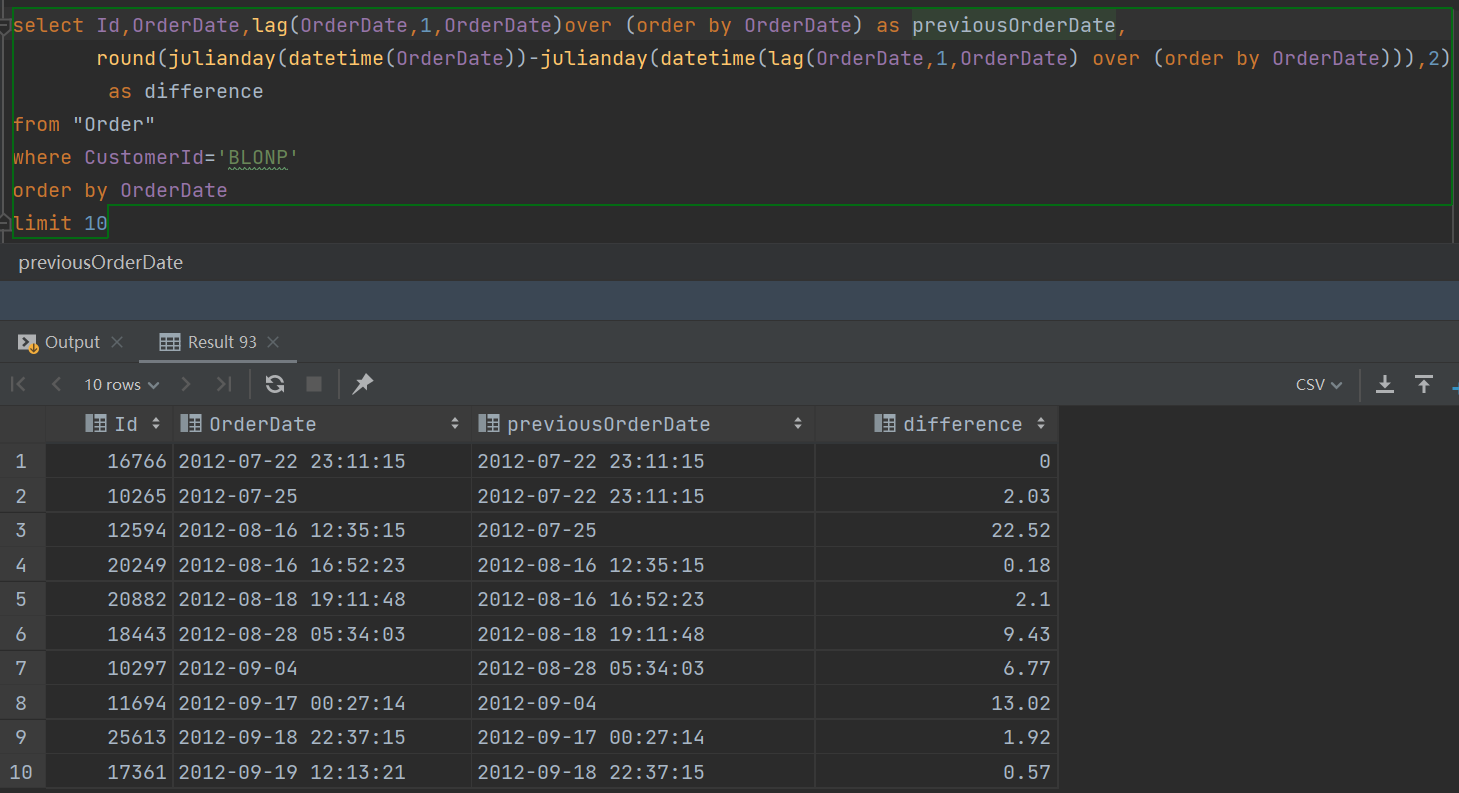 select Id,OrderDate,lag(OrderDate,1,OrderDate)over (order by OrderDate) as previousOrderDate,
round(julianday(datetime(OrderDate))-julianday(datetime(lag(OrderDate,1,OrderDate) over (order by OrderDate))),2)
as difference
from "Order"
where CustomerId='BLONP'
order by OrderDate
limit 10
previousOrderDate
Output Result 93
10 rows CSV
Id OrderDate previousOrderDate difference
1 16766 2012-07-22 23:11:15 2012-07-22 23:11:15 0
2 10265 2012-07-25 2012-07-22 23:11:15 2.03
3 12594 2012-08-16 12:35:15 2012-07-25 22.52
4 20249 2012-08-16 16:52:23 2012-08-16 12:35:15 0.18
5 20882 2012-08-18 19:11:48 2012-08-16 16:52:23 2.1
6 18443 2012-08-28 05:34:03 2012-08-18 19:11:48 9.43
7 10297 2012-09-04 2012-08-28 05:34:03 6.77
8 11694 2012-09-17 00:27:14 2012-09-04 13.02
9 25613 2012-09-18 22:37:15 2012-09-17 00:27:14 1.92
10 17361 2012-09-19 12:13:21 2012-09-18 22:37:15 0.57